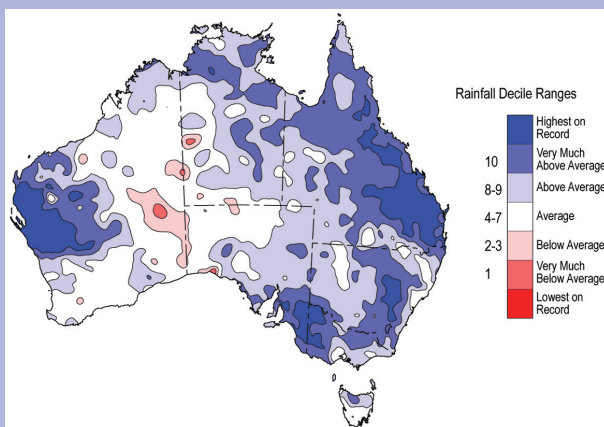 Rainfall Decile Ranges
Highest on
Record
10
Very Much
Above Average
8-9
Above Average
4-7
Average
2-3
Below Average
1
Very Much
Below Average
Lowest on
Record